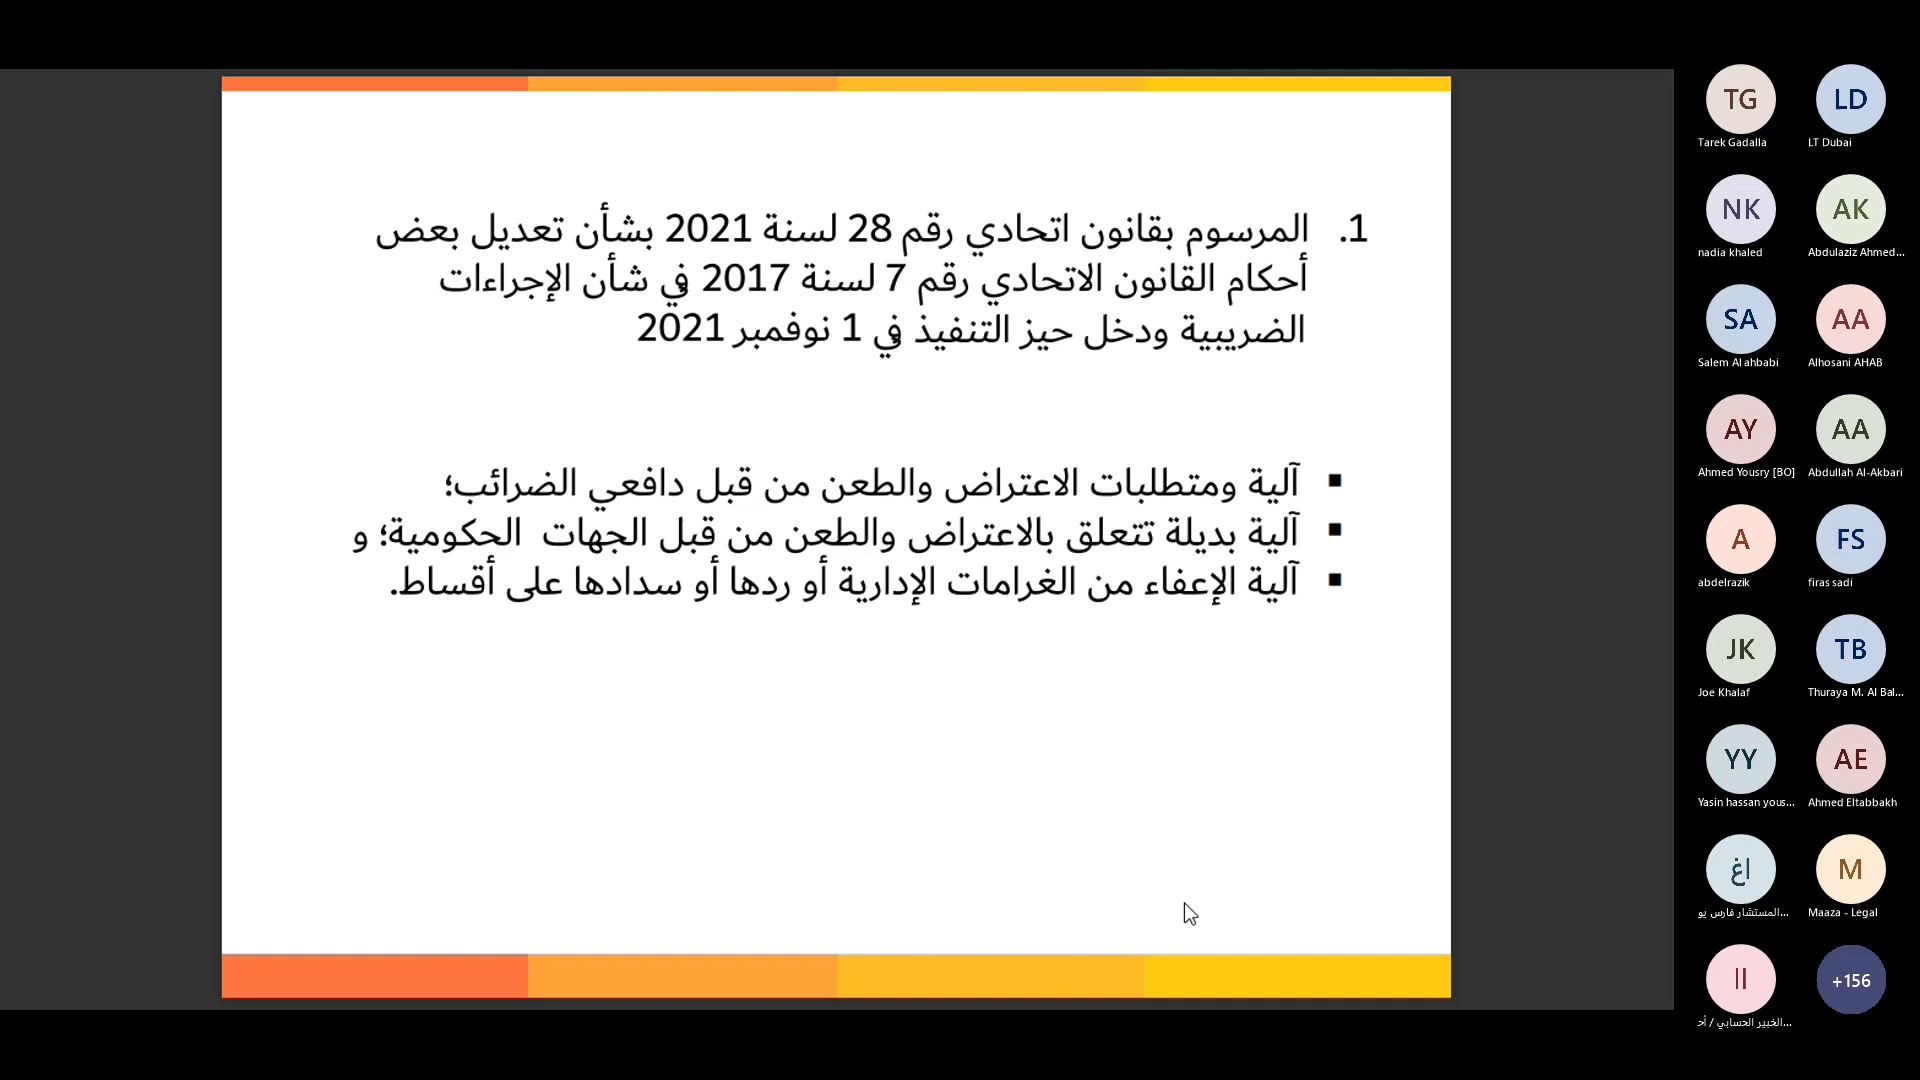 1. المرسوم بقانون اتحادي رقم 28 لسنة 2021 بشأن تعديل بعض
أحكام القانون الاتحادي رقم 7 لسنة 2017 في شأن الإجراءات
الضريبية ودخل حيز التنفيذ في 1 نوفمبر 2021
▪ آلية ومتطلبات الاعتراض والطعن من قبل دافعي الضرائب؛
▪ آلية بديلة تتعلق بالاعتراض والطعن من قبل الجهات الحكومية؛ و
▪ آلية الإعفاء من الغرامات الإدارية أو ردها أو سدادها على أقساط.
TG
Tarek Gadalla
LD
LT Dubai
NK
nadia khaled
AK
Abdulaziz Ahmed...
SA
Salem Al ahbabi
AA
Alhosani AHAB
AY
Ahmed Yousry [BO]
AA
Abdullah Al-Akbari
A
abdelrazik
FS
firas sadi
JK
Joe Khalaf
TB
Thuraya M. Al Bal...
YY
Yasin hassan yous...
AE
Ahmed Eltabbakh
اغ
المستشار فارس يو...
M
Maaza - Legal
اا
الخبير الحسابي / أح...
+156